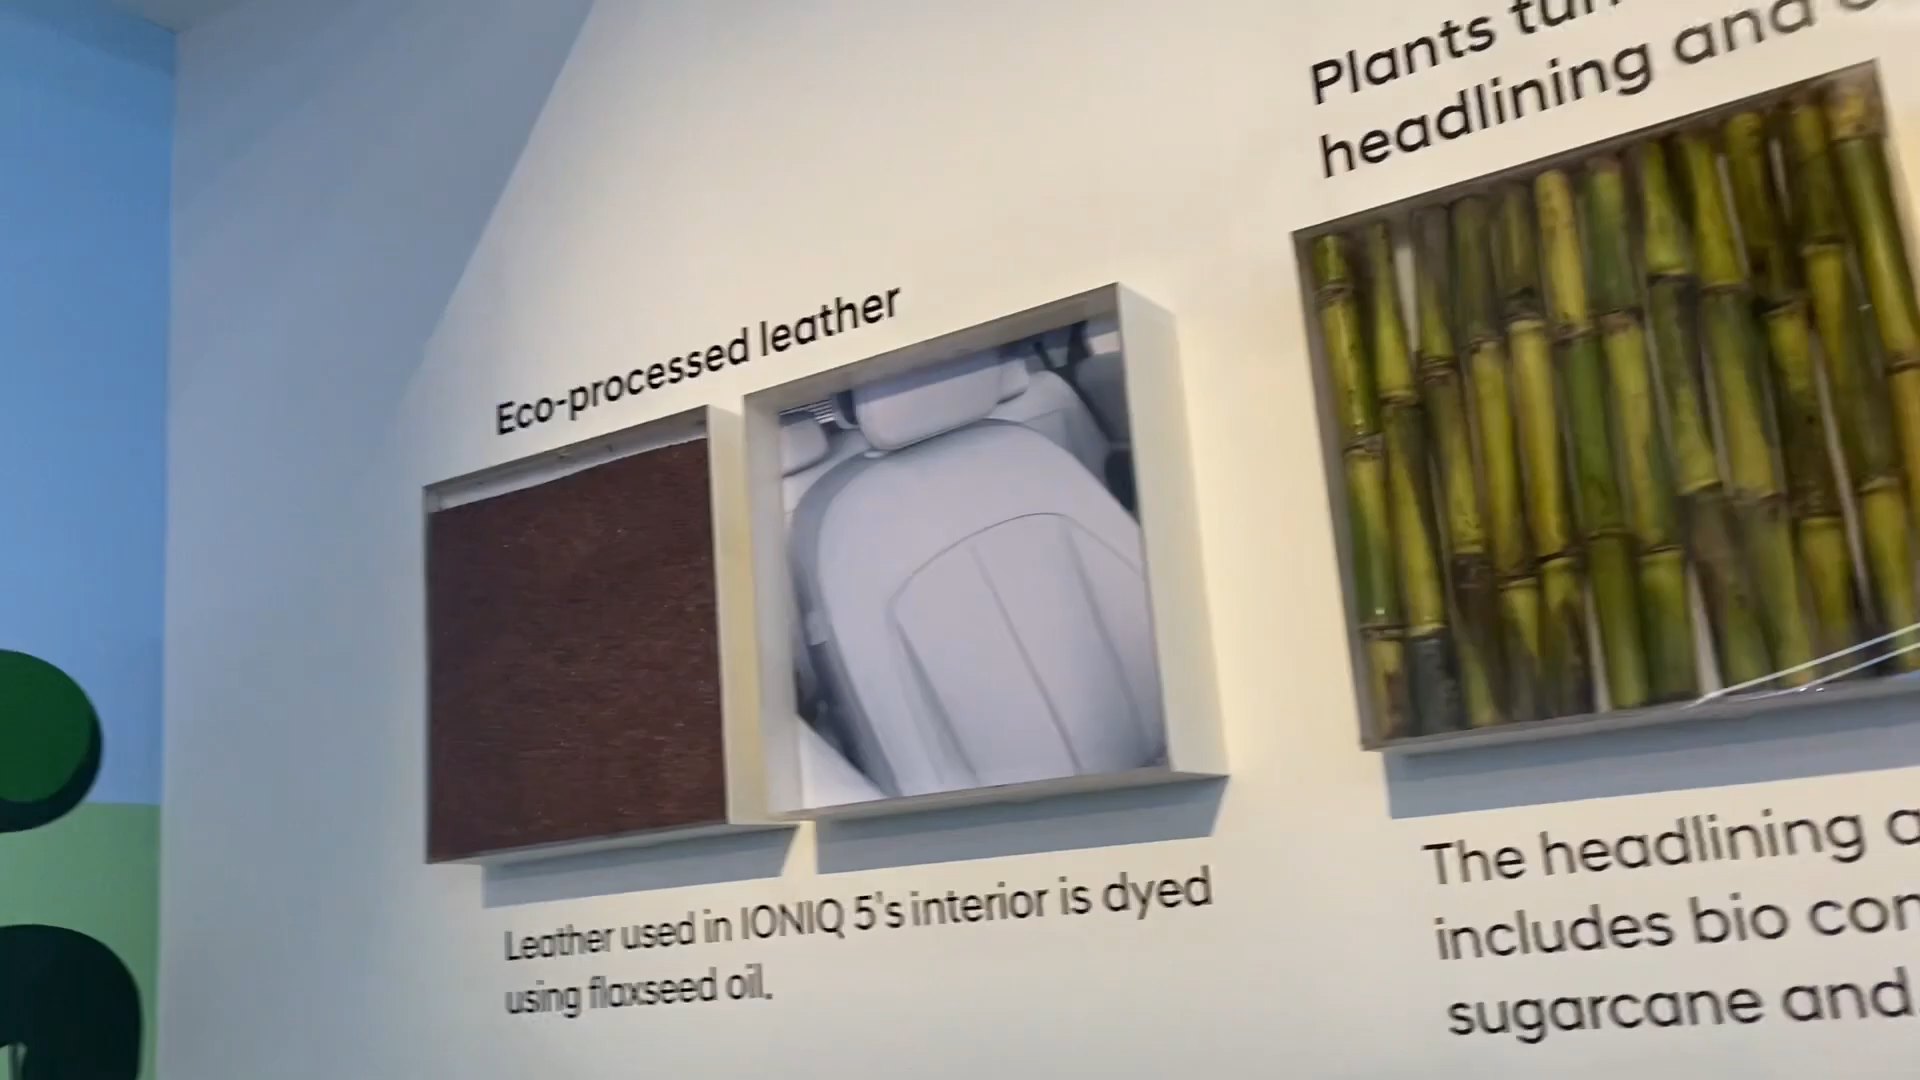 Eco-processed leather
Leather used in IONIQ 5's interior is dyed
using flaxseed oil.
Plants
headlining and
The headlining
includes bio
sugarcane and